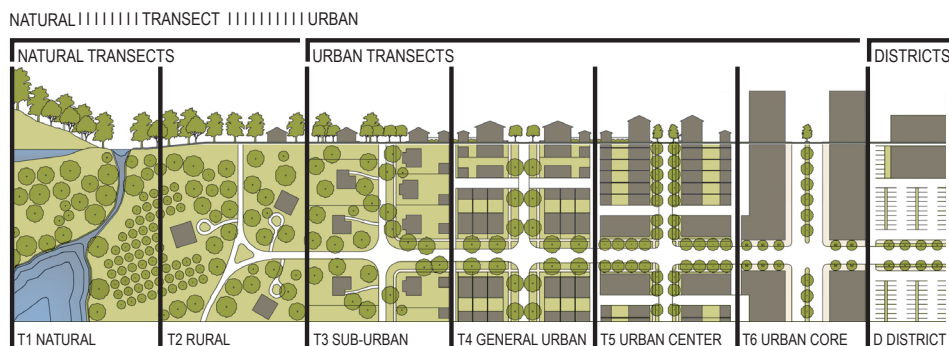 NATURAL I I I I I I I I TRANSECT I I I I I I I I I I URBAN
NATURAL TRANSECTS
URBAN TRANSECTS
DISTRICTS
T1 NATURAL
T2 RURAL
T3 SUB-URBAN
T4 GENERAL URBAN
T5 URBAN CENTER
T6 URBAN CORE
D DISTRICT